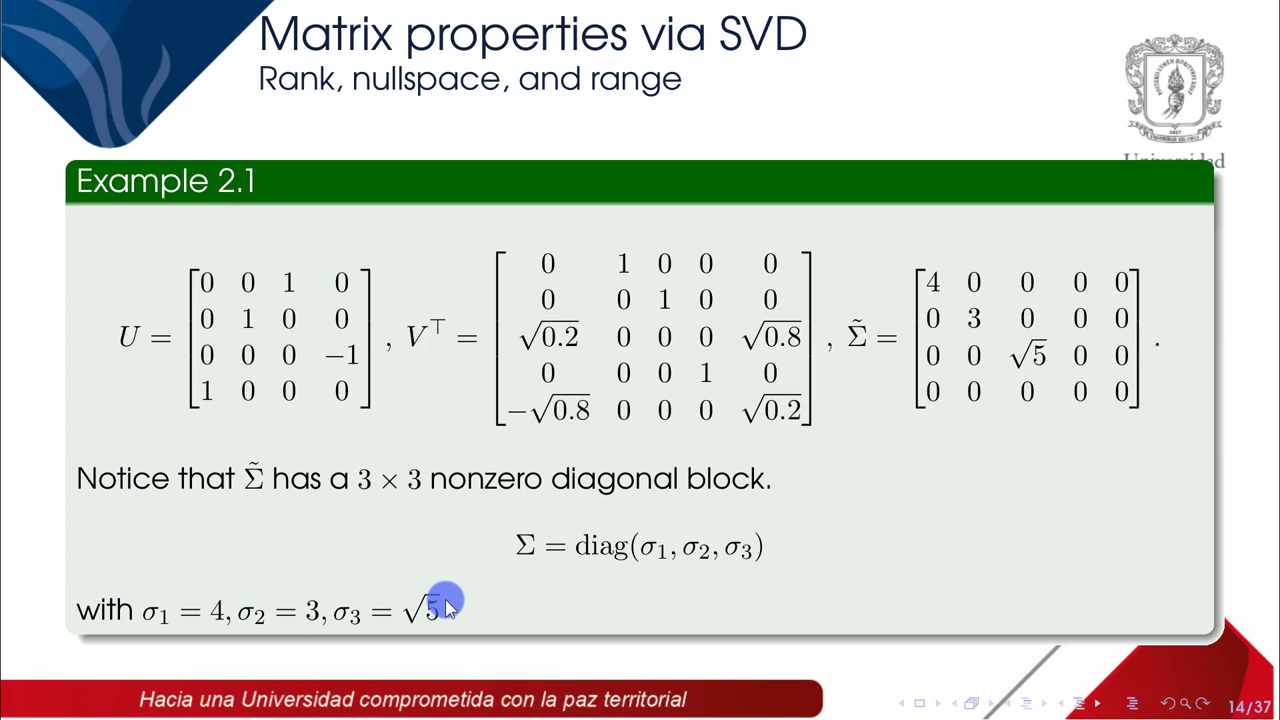 Matrix properties via SVD
Rank, nullspace, and range
Universidad
Example 2.1
U = [0 0 1 0; 0 1 0 0; 0 0 0 −1; 1 0 0 0], V^⊤ = [0 1 0 0 0; 0 0 1 0 0; √0.2 0 0 0 √0.8; 0 0 0 1 0; −√0.8 0 0 0 √0.2], Σ̃ = [4 0 0 0 0; 0 3 0 0 0; 0 0 √5 0 0; 0 0 0 0 0].
Notice that Σ̃ has a 3 × 3 nonzero diagonal block.
Σ = diag(σ₁, σ₂, σ₃)
with σ₁ = 4, σ₂ = 3, σ₃ = √5
Hacia una Universidad comprometida con la paz territorial
14/37